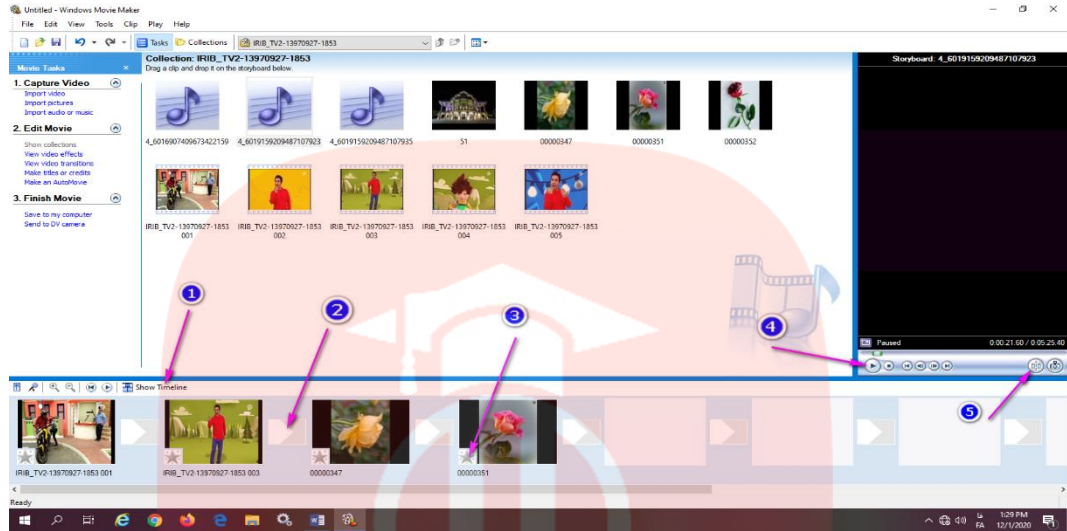 Untitled - Windows Movie Maker
File Edit View Tools Clip Play Help
Tasks Collections IRIB_TV2-13970927-1853
Movie Tasks
1. Capture Video
Import video
Import pictures
Import audio or music
2. Edit Movie
Show collections
View video effects
View video transitions
Make titles or credits
Make an AutoMovie
3. Finish Movie
Save to my computer
Send to DV camera
Collection: IRIB_TV2-13970927-1853
Drag a clip and drop it on the storyboard below.
4_6016907409673422159 4_6019159209487107923 4_6019159209487107935 51 00000347 00000351 00000352
IRIB_TV2-13970927-1853 001
IRIB_TV2-13970927-1853 002
IRIB_TV2-13970927-1853 003
IRIB_TV2-13970927-1853 004
IRIB_TV2-13970927-1853 005
Storyboard: 4_6019159209487107923
Paused 0:00:21.60 / 0:05:25.40
1
2
3
4
5
Show Timeline
IRIB_TV2-13970927-1853 001 IRIB_TV2-13970927-1853 003 00000347 00000351
Ready
فا
FA
1:29 PM
12/1/2020